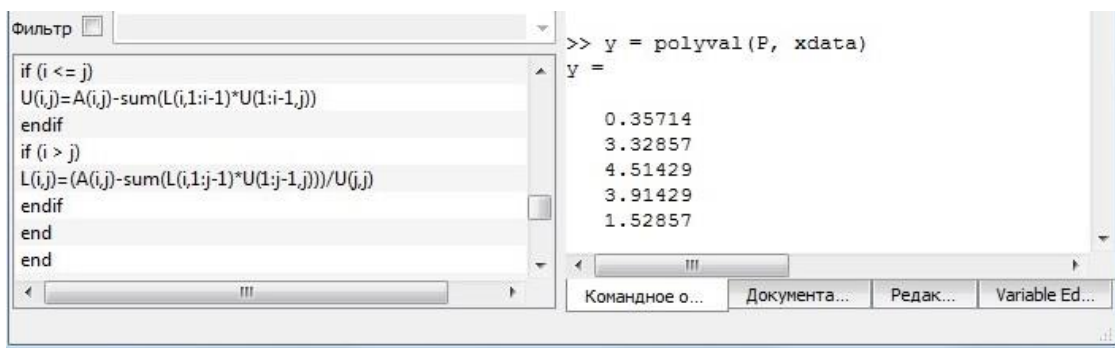 Фильтр
if (i <= j)
U(i,j)=A(i,j)-sum(L(i,1:i-1)*U(1:i-1,j))
endif
if (i > j)
L(i,j)=(A(i,j)-sum(L(i,1:j-1)*U(1:j-1,j)))/U(j,j)
endif
end
end
>> y = polyval(P, xdata)
y =
0.35714
3.32857
4.51429
3.91429
1.52857
Командное о...
Документа...
Редак...
Variable Ed...